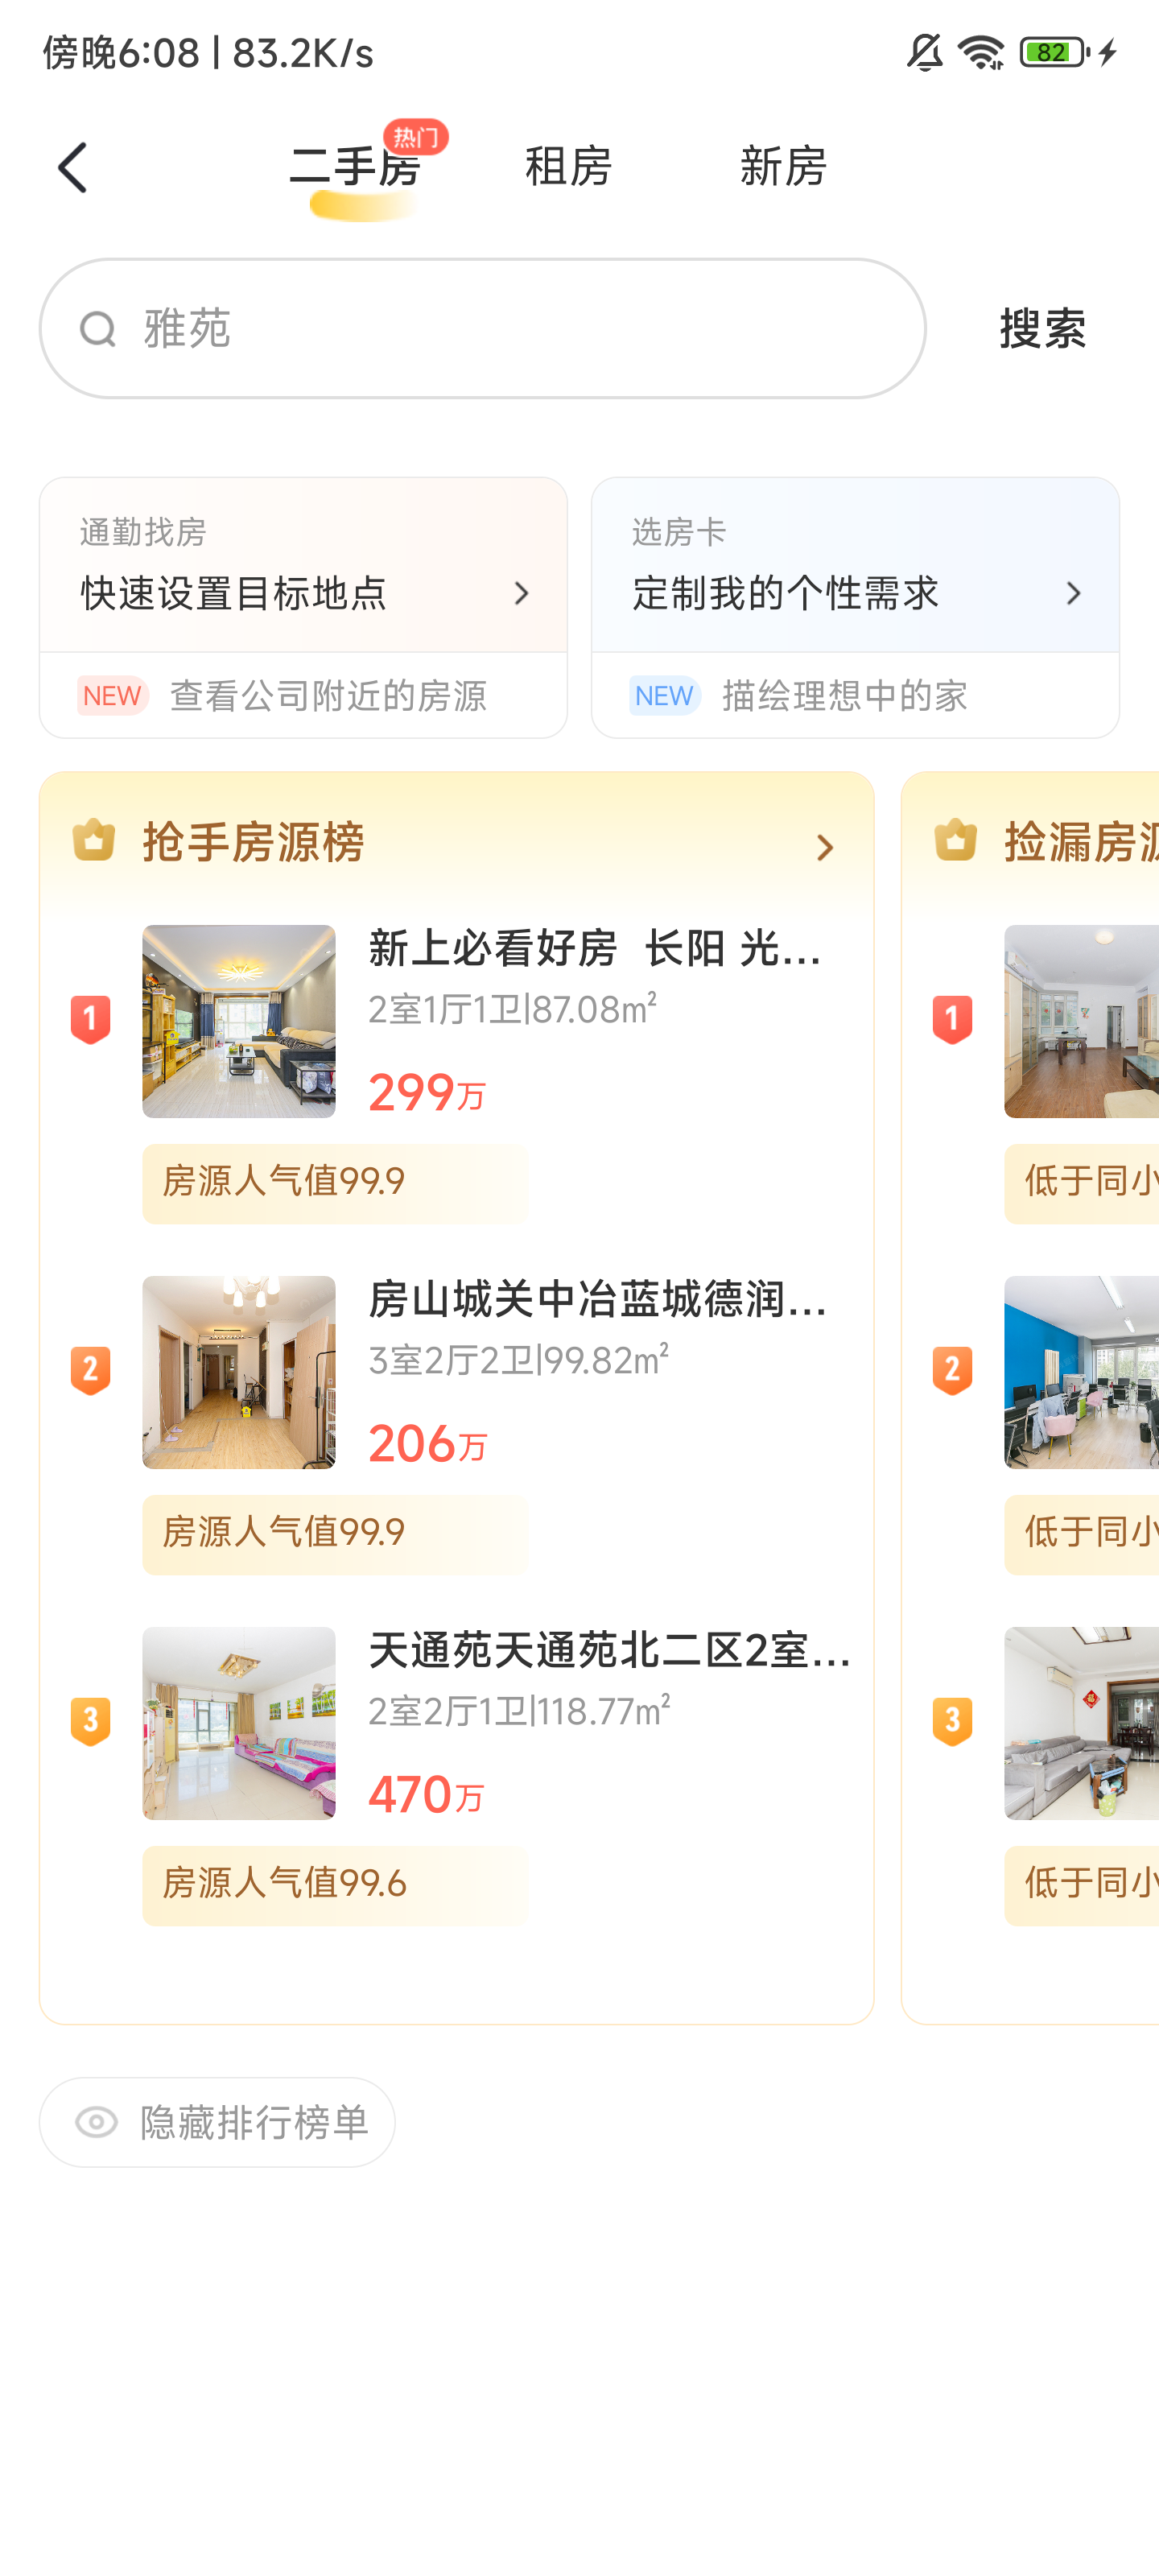 傍晚6:08 | 83.2K/s
82
二手房
热门
租房
新房
雅苑
搜索
通勤找房
快速设置目标地点
NEW 查看公司附近的房源
选房卡
定制我的个性需求
NEW 描绘理想中的家
抢手房源榜
1
新上必看好房 长阳 光...
2室1厅1卫|87.08m²
299万
房源人气值99.9
2
房山城关中冶蓝城德润...
3室2厅2卫|99.82m²
206万
房源人气值99.9
3
天通苑天通苑北二区2室...
2室2厅1卫|118.77m²
470万
房源人气值99.6
捡漏房源
1
低于同小
2
低于同小
3
低于同小
隐藏排行榜单